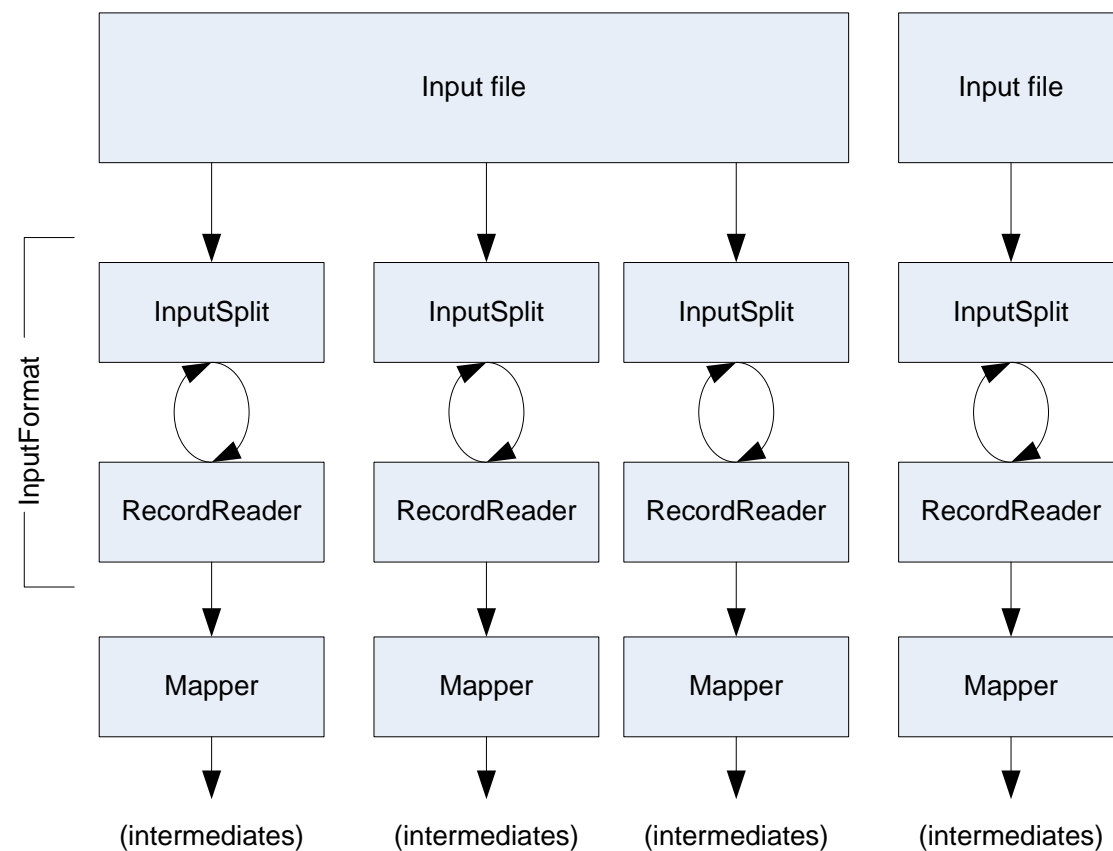 Input file
Input file
InputSplit
InputSplit
InputSplit
InputSplit
InputFormat
RecordReader
RecordReader
RecordReader
RecordReader
Mapper
Mapper
Mapper
Mapper
(intermediates)
(intermediates)
(intermediates)
(intermediates)